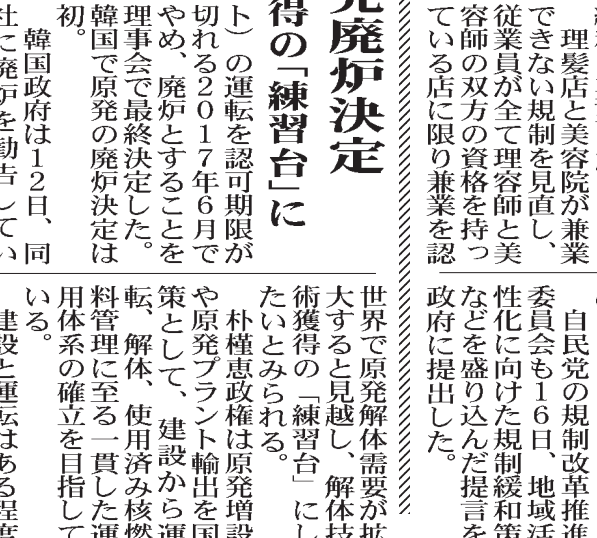 理髪店と美容院が兼業
できない規制を見直し、
従業員が全て理容師と美
容師の双方の資格を持っ
ている店に限り兼業を認
自民党の規制改革推進
委員会も１６日、地域活
性化に向けた規制緩和策
などを盛り込んだ提言を
政府に提出した。
廃炉決定
得の「練習台」に
ト）の運転を認可期限が
切れる２０１７年６月で
やめ、廃炉とすることを
理事会で最終決定した。
韓国で原発の廃炉決定は
初。
韓国政府は１２日、同
社に廃炉を勧告してい
世界で原発解体需要が拡
大すると見越し、解体技
術獲得の「練習台」にし
たいとみられる。
朴槿恵政権は原発増設
や原発プラント輸出を国
策として、建設から運
転、解体、使用済み核燃
料管理に至る一貫した運
用体系の確立を目指して
いる。
建設と運転はある程度